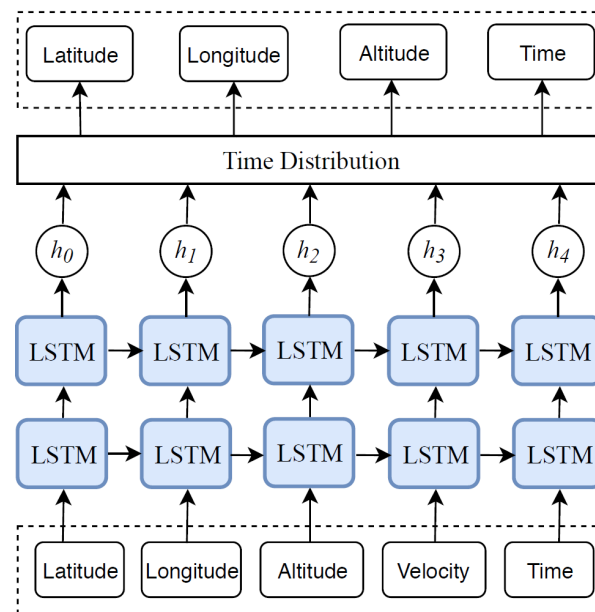 Latitude Longitude Altitude Time
Time Distribution
h0 h1 h2 h3 h4
LSTM LSTM LSTM LSTM LSTM
LSTM LSTM LSTM LSTM LSTM
Latitude Longitude Altitude Velocity Time